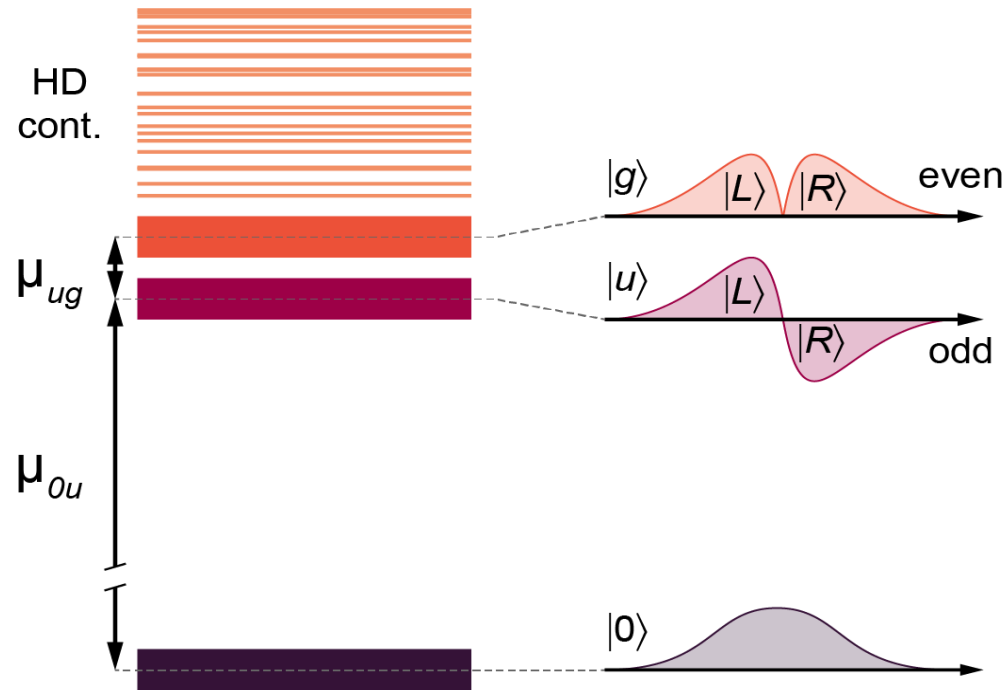 HD
cont.
|g⟩ |L⟩ |R⟩ even
μug
|u⟩ |L⟩
|R⟩ odd
μ0u
|0⟩